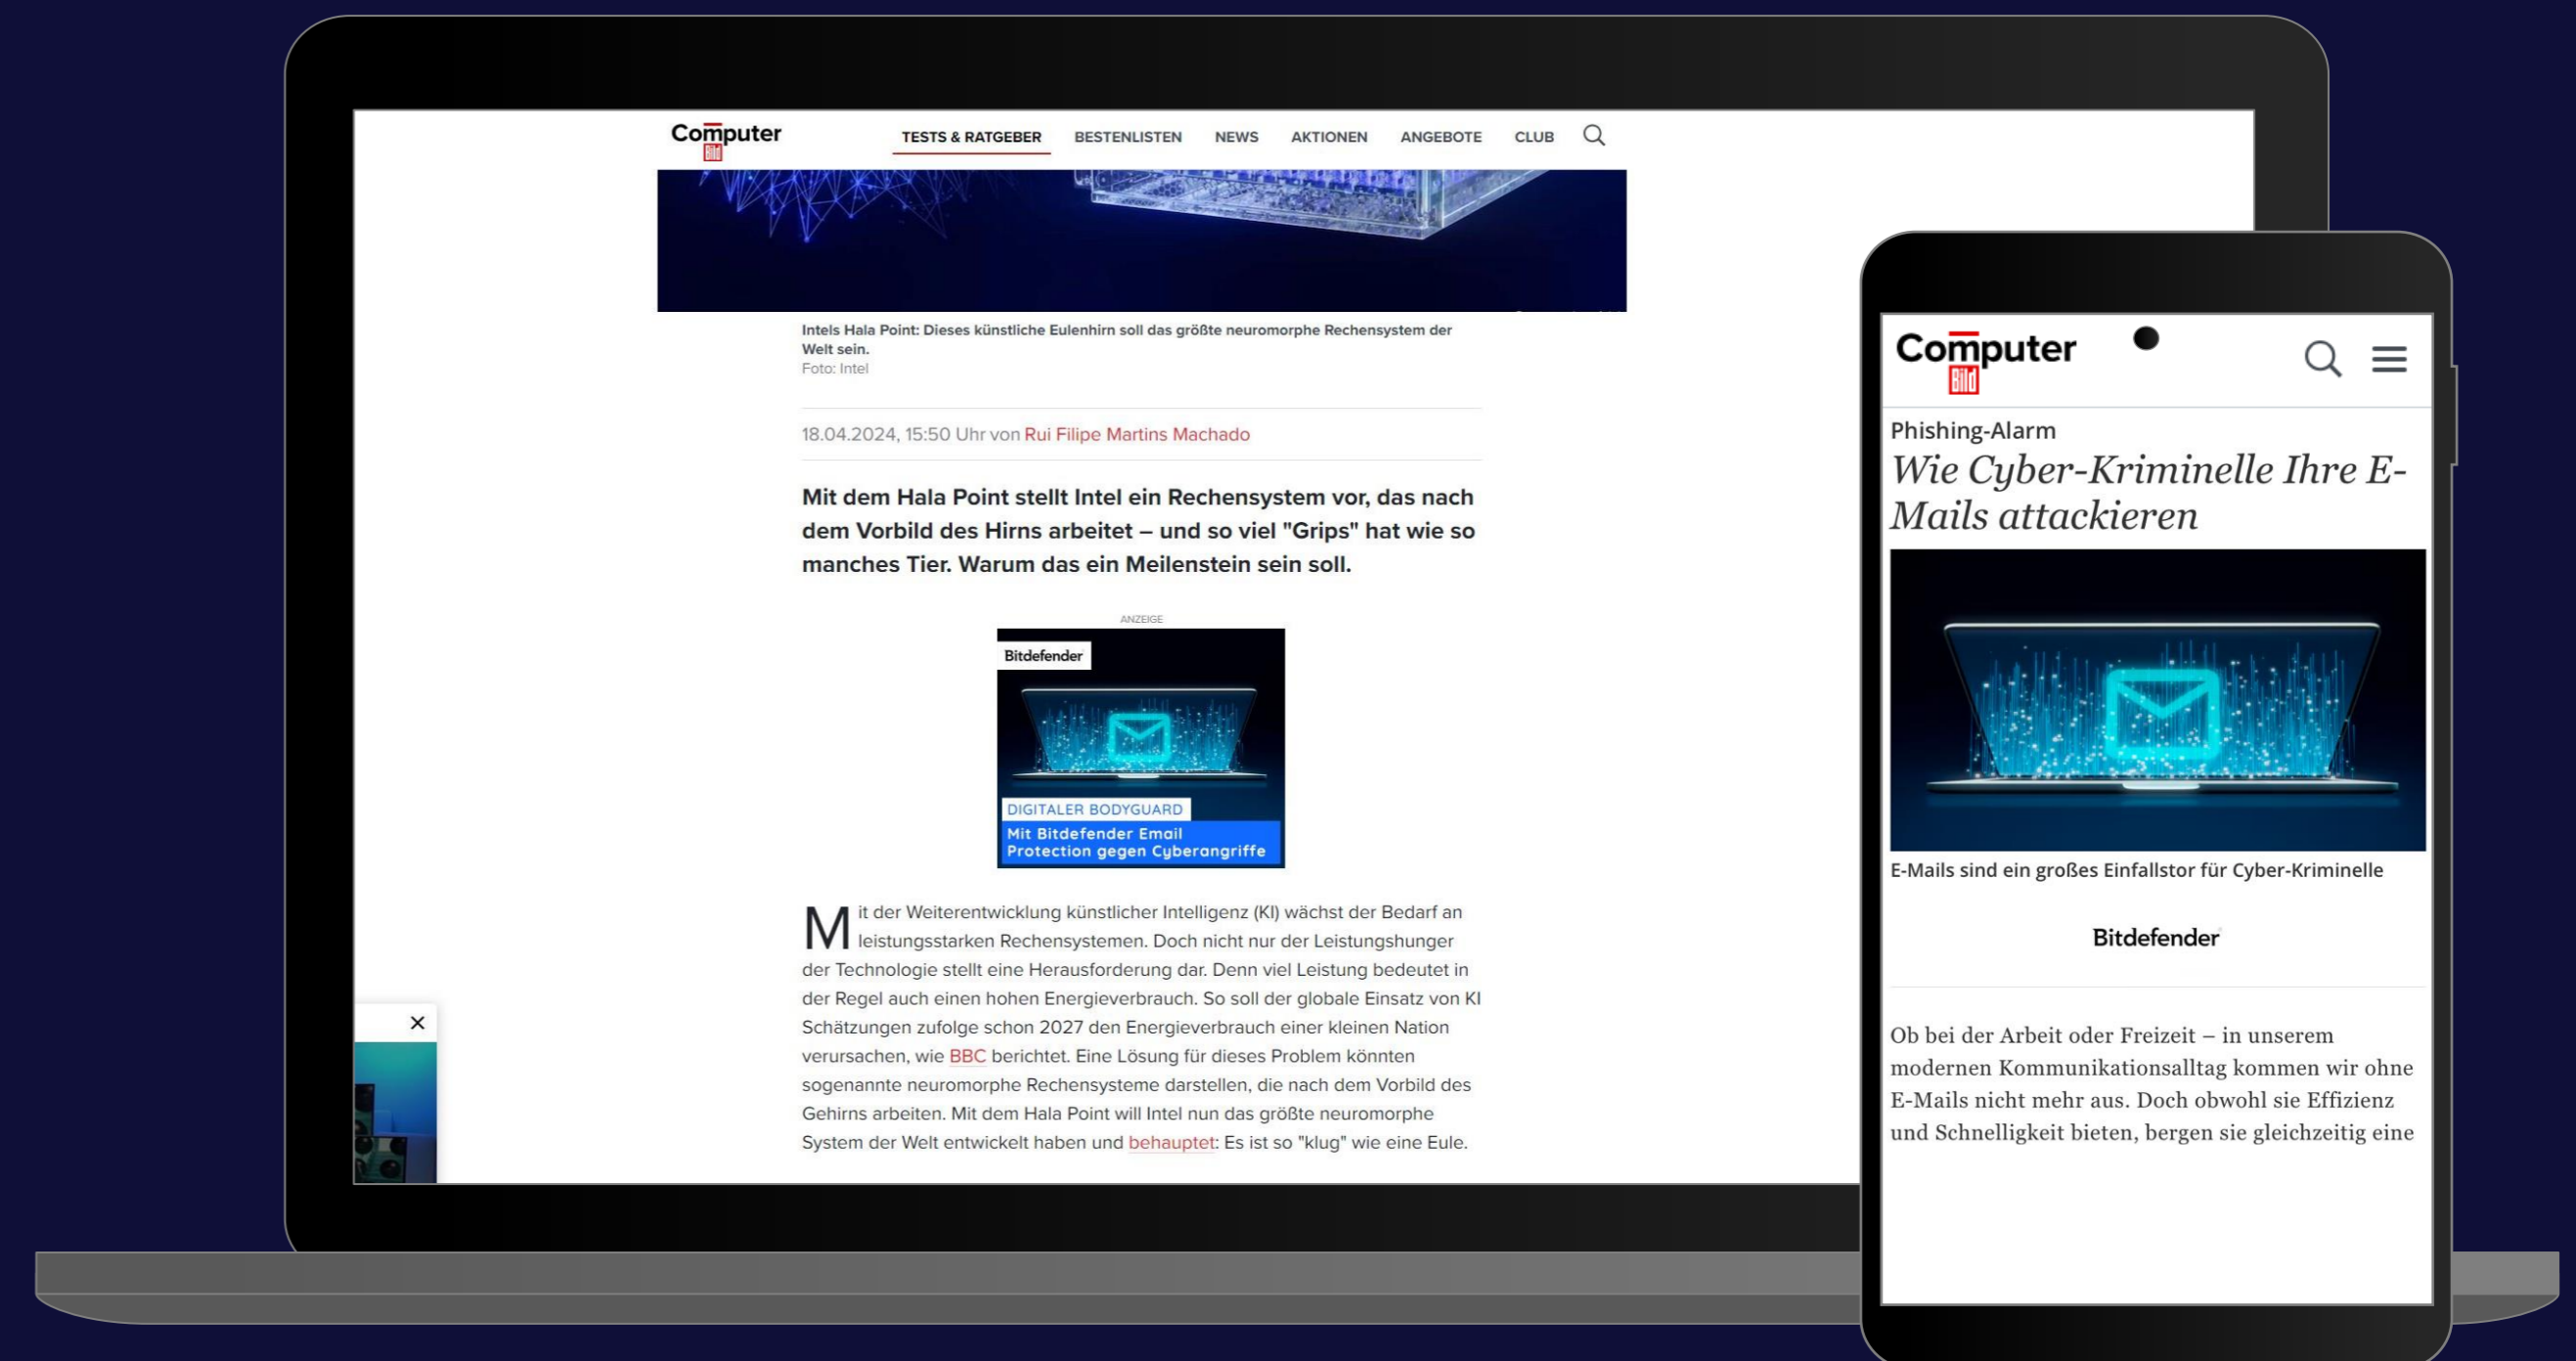 Computer
Bild
TESTS & RATGEBER BESTENLISTEN NEWS AKTIONEN ANGEBOTE CLUB
Intels Hala Point: Dieses künstliche Eulenhirn soll das größte neuromorphe Rechensystem der
Welt sein.
Foto: Intel
18.04.2024, 15:50 Uhr von Rui Filipe Martins Machado
Mit dem Hala Point stellt Intel ein Rechensystem vor, das nach
dem Vorbild des Hirns arbeitet – und so viel "Grips" hat wie so
manches Tier. Warum das ein Meilenstein sein soll.
ANZEIGE
Bitdefender
DIGITALER BODYGUARD
Mit Bitdefender Email
Protection gegen Cyberangriffe
Mit der Weiterentwicklung künstlicher Intelligenz (KI) wächst der Bedarf an
leistungsstarken Rechensystemen. Doch nicht nur der Leistungshunger
der Technologie stellt eine Herausforderung dar. Denn viel Leistung bedeutet in
der Regel auch einen hohen Energieverbrauch. So soll der globale Einsatz von KI
Schätzungen zufolge schon 2027 den Energieverbrauch einer kleinen Nation
verursachen, wie BBC berichtet. Eine Lösung für dieses Problem könnten
sogenannte neuromorphe Rechensysteme darstellen, die nach dem Vorbild des
Gehirns arbeiten. Mit dem Hala Point will Intel nun das größte neuromorphe
System der Welt entwickelt haben und behauptet: Es ist so "klug" wie eine Eule.
Computer
Bild
Phishing-Alarm
Wie Cyber-Kriminelle Ihre E-
Mails attackieren
E-Mails sind ein großes Einfallstor für Cyber-Kriminelle
Bitdefender
Ob bei der Arbeit oder Freizeit – in unserem
modernen Kommunikationsalltag kommen wir ohne
E-Mails nicht mehr aus. Doch obwohl sie Effizienz
und Schnelligkeit bieten, bergen sie gleichzeitig eine